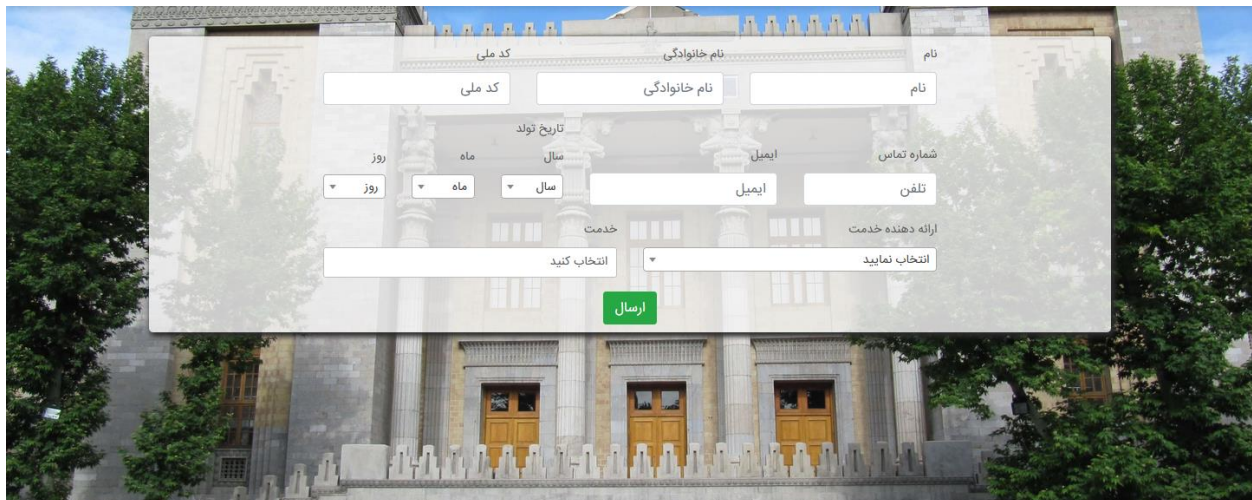 نام نام خانوادگی کد ملی
نام نام خانوادگی کد ملی
تاریخ تولد
شماره تماس ایمیل سال ماه روز
تلفن ایمیل سال ماه روز
ارائه دهنده خدمت خدمت
انتخاب نمایید انتخاب کنید
ارسال